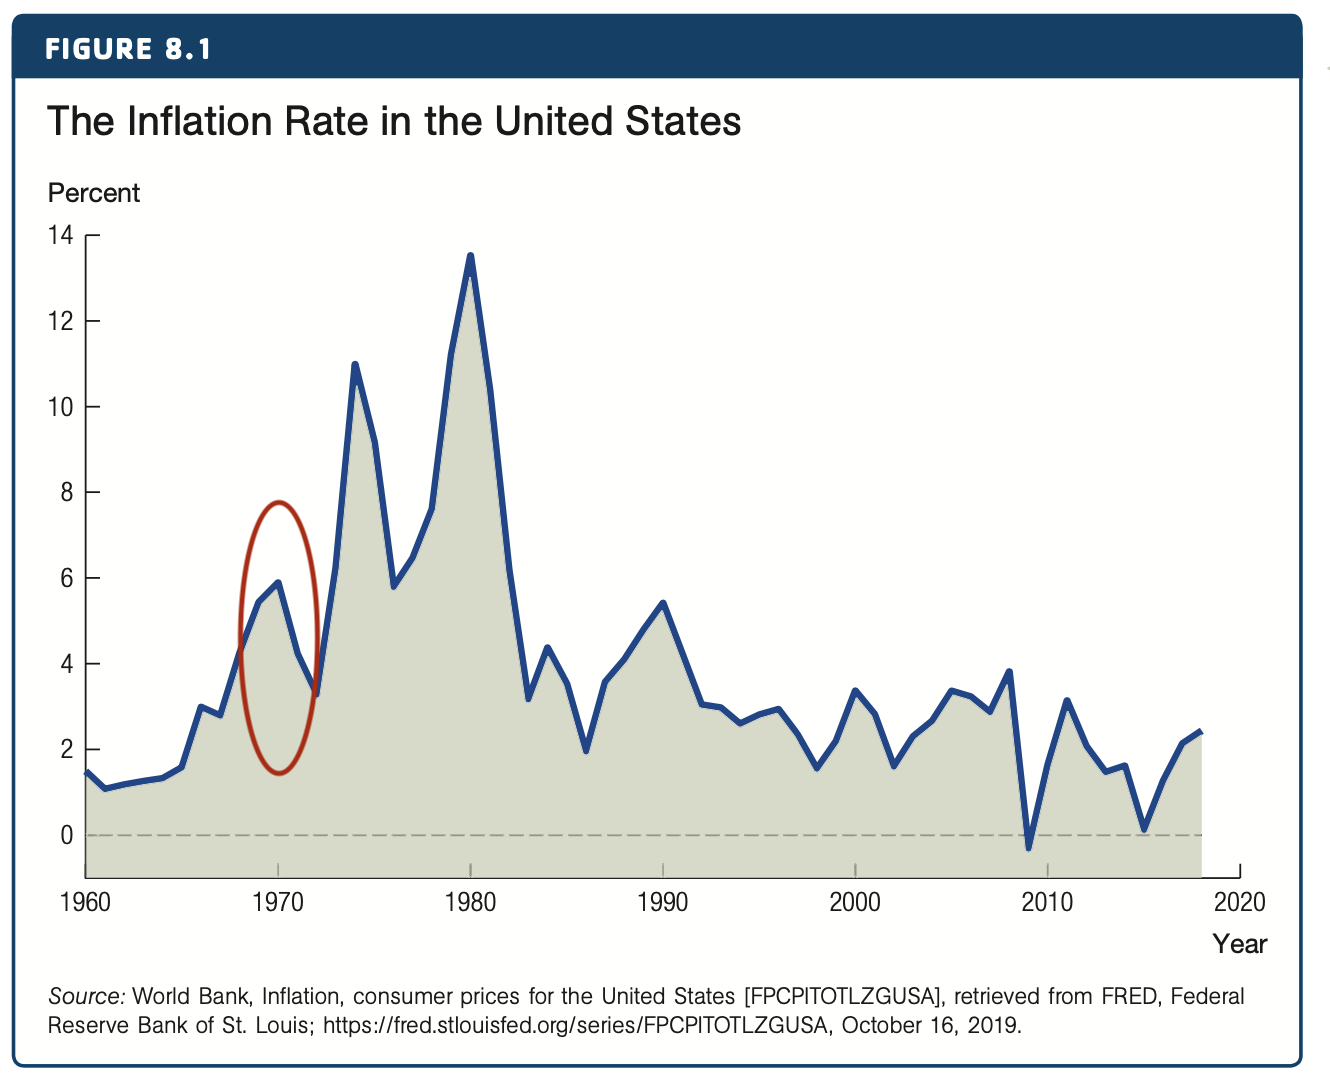 FIGURE 8.1
The Inflation Rate in the United States
Percent
14
12
10
8
6
4
2
0
1960 1970 1980 1990 2000 2010 2020
Year
Source: World Bank, Inflation, consumer prices for the United States [FPCPITOTLZGUSA], retrieved from FRED, Federal
Reserve Bank of St. Louis; https://fred.stlouisfed.org/series/FPCPITOTLZGUSA, October 16, 2019.